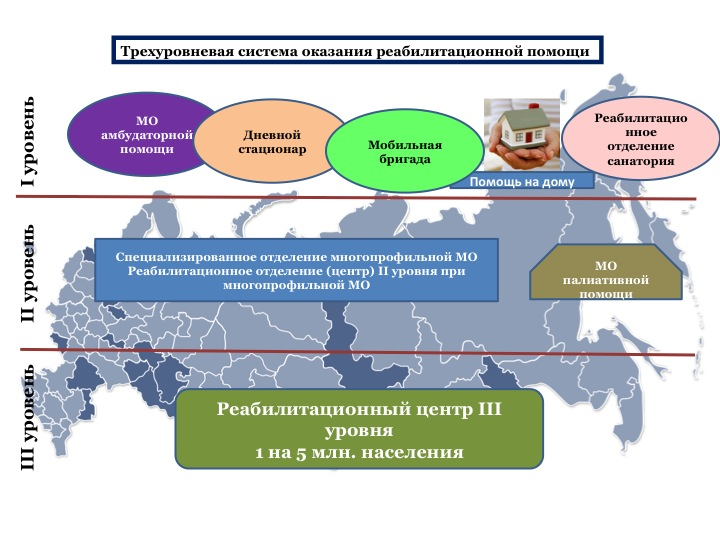 Трехуровневая система оказания реабилитационной помощи
I уровень
МО
амбудаторной
помощи
Дневной
стационар
Мобильная
бригада
Помощь на дому
Реабилитацио
нное
отделение
санатория
II уровень
Специализированное отделение многопрофильной МО
Реабилитационное отделение (центр) II уровня при
многопрофильной МО
МО
палиативной
помощи
III уровень
Реабилитационный центр III
уровня
1 на 5 млн. населения